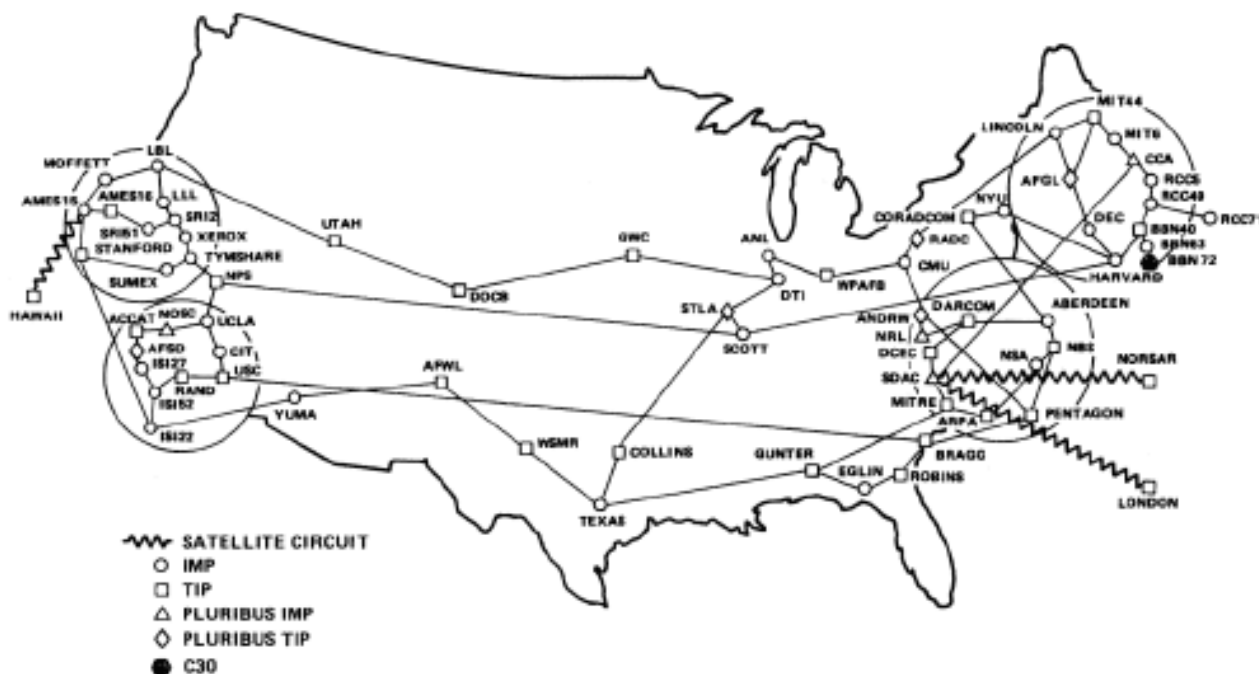 MIT44
LINCOLN
MIT6
CCA
LBL
MOFFETT
AMES16
AMES15
LLL
AFGL
RCC5
RCC49
NYU
CORADCOM
DEC
RCC71
SRI2
SRI51
UTAH
XEROX
STANFORD
GWC
ANL
RADC
BBN40
BBN63
BBN72
TYMSHARE
SUMEX
NPS
CMU
HARVARD
DOCB
DTI
WPAFB
HAWAII
STLA
ANDRW
DARCOM
ABERDEEN
ACCAT
NOSC
UCLA
NRL
SCOTT
DCEC
NSA
NBS
NORSAR
AFSD
CIT
ISI27
RAND
USC
AFWL
SDAC
ISI52
YUMA
MITRE
ARPA
PENTAGON
ISI22
WSMR
COLLINS
GUNTER
BRAGG
EGLIN
ROBINS
LONDON
TEXAS
SATELLITE CIRCUIT
IMP
TIP
PLURIBUS IMP
PLURIBUS TIP
C30